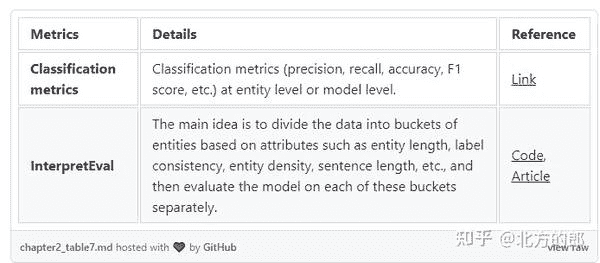 Metrics Details Reference
Classification metrics (precision, recall, accuracy, F1
Classification
metrics
score, etc.) at entity level or model level.
Link
The main idea is to divide the data into buckets of
entities based on attributes such as entity length, label
InterpretEval
consistency, entity density, sentence length, etc., and
Code,
Article
then evaluate the model on each of these buckets
separately.
chapter2_table7.md hosted with ❤ by GitHub
view raw
知乎 @北方的郎